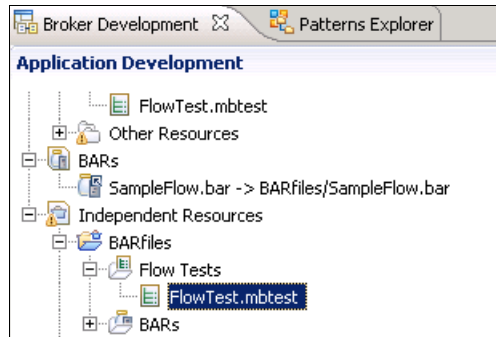 Broker Development Patterns Explorer
Application Development
FlowTest.mbtest
Other Resources
BARs
SampleFlow.bar -> BARfiles/SampleFlow.bar
Independent Resources
BARfiles
Flow Tests
FlowTest.mbtest
BARs